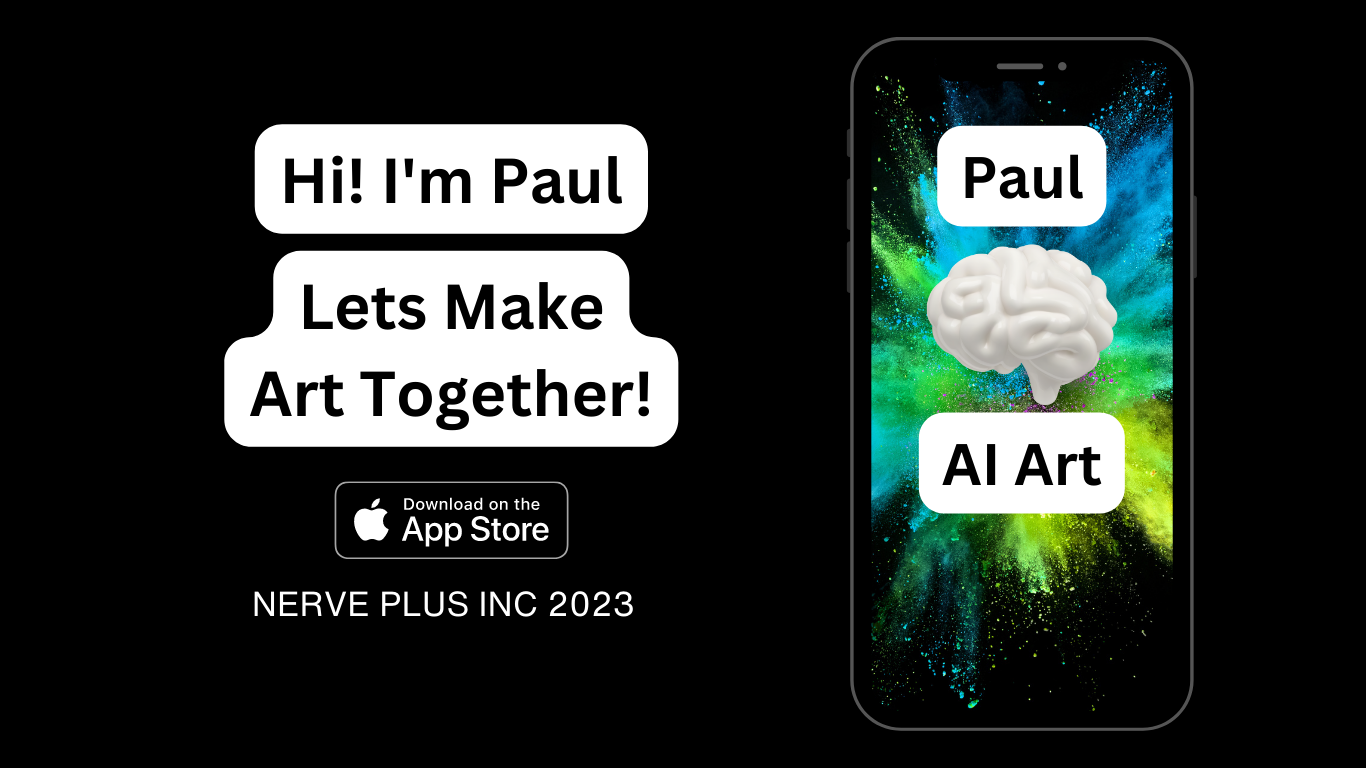 Hi! I'm Paul
Lets Make
Art Together!
Download on the
App Store
NERVE PLUS INC 2023
Paul
AI Art